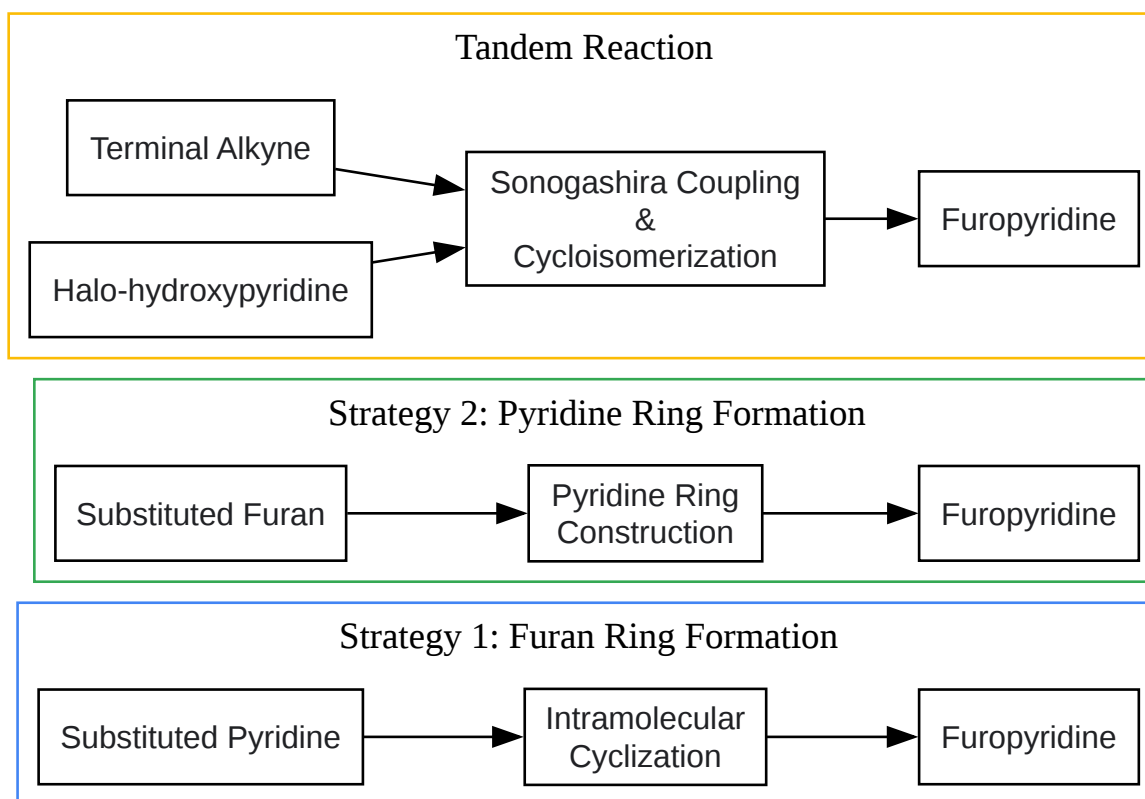 Tandem Reaction
Terminal Alkyne
Halo-hydroxypyridine
Sonogashira Coupling
&
Cycloisomerization
Furopyridine
Strategy 2: Pyridine Ring Formation
Substituted Furan
Pyridine Ring
Construction
Furopyridine
Strategy 1: Furan Ring Formation
Substituted Pyridine
Intramolecular
Cyclization
Furopyridine